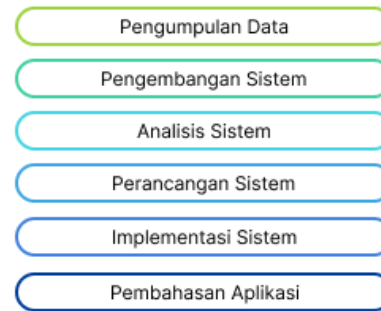 Pengumpulan Data
Pengembangan Sistem
Analisis Sistem
Perancangan Sistem
Implementasi Sistem
Pembahasan Aplikasi